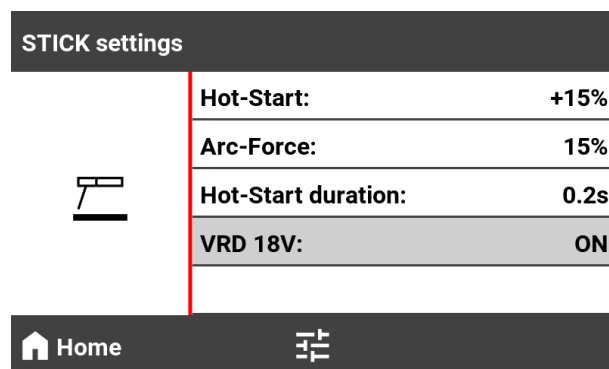 STICK settings
Hot-Start: +15%
Arc-Force: 15%
Hot-Start duration: 0.2s
VRD 18V: ON
Home